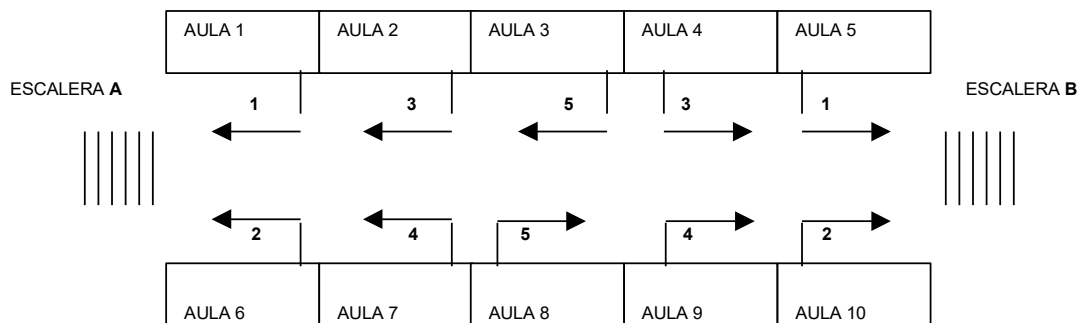 AULA 1 AULA 2 AULA 3 AULA 4 AULA 5
ESCALERA A ESCALERA B
1 3 5 3 1
2 4 5 4 2
AULA 6 AULA 7 AULA 8 AULA 9 AULA 10